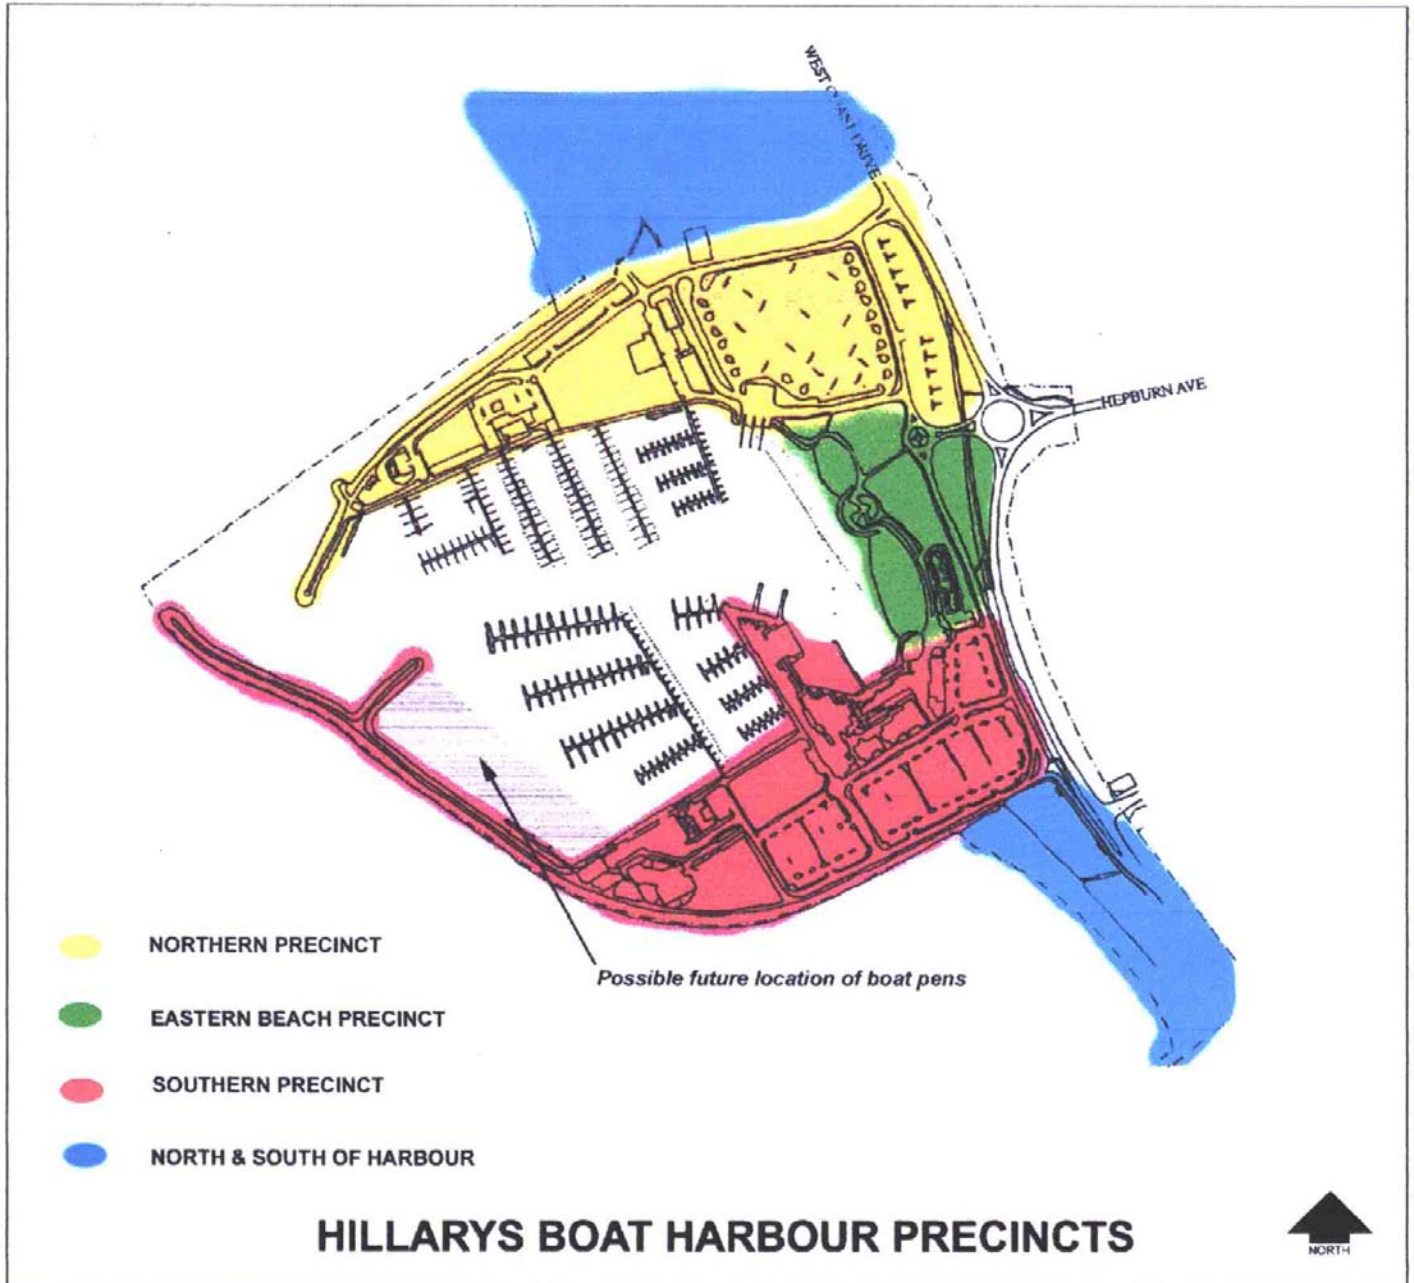 WEST COAST DRIVE
HEPBURN AVE
Possible future location of boat pens
NORTHERN PRECINCT
EASTERN BEACH PRECINCT
SOUTHERN PRECINCT
NORTH & SOUTH OF HARBOUR
HILLARYS BOAT HARBOUR PRECINCTS
NORTH